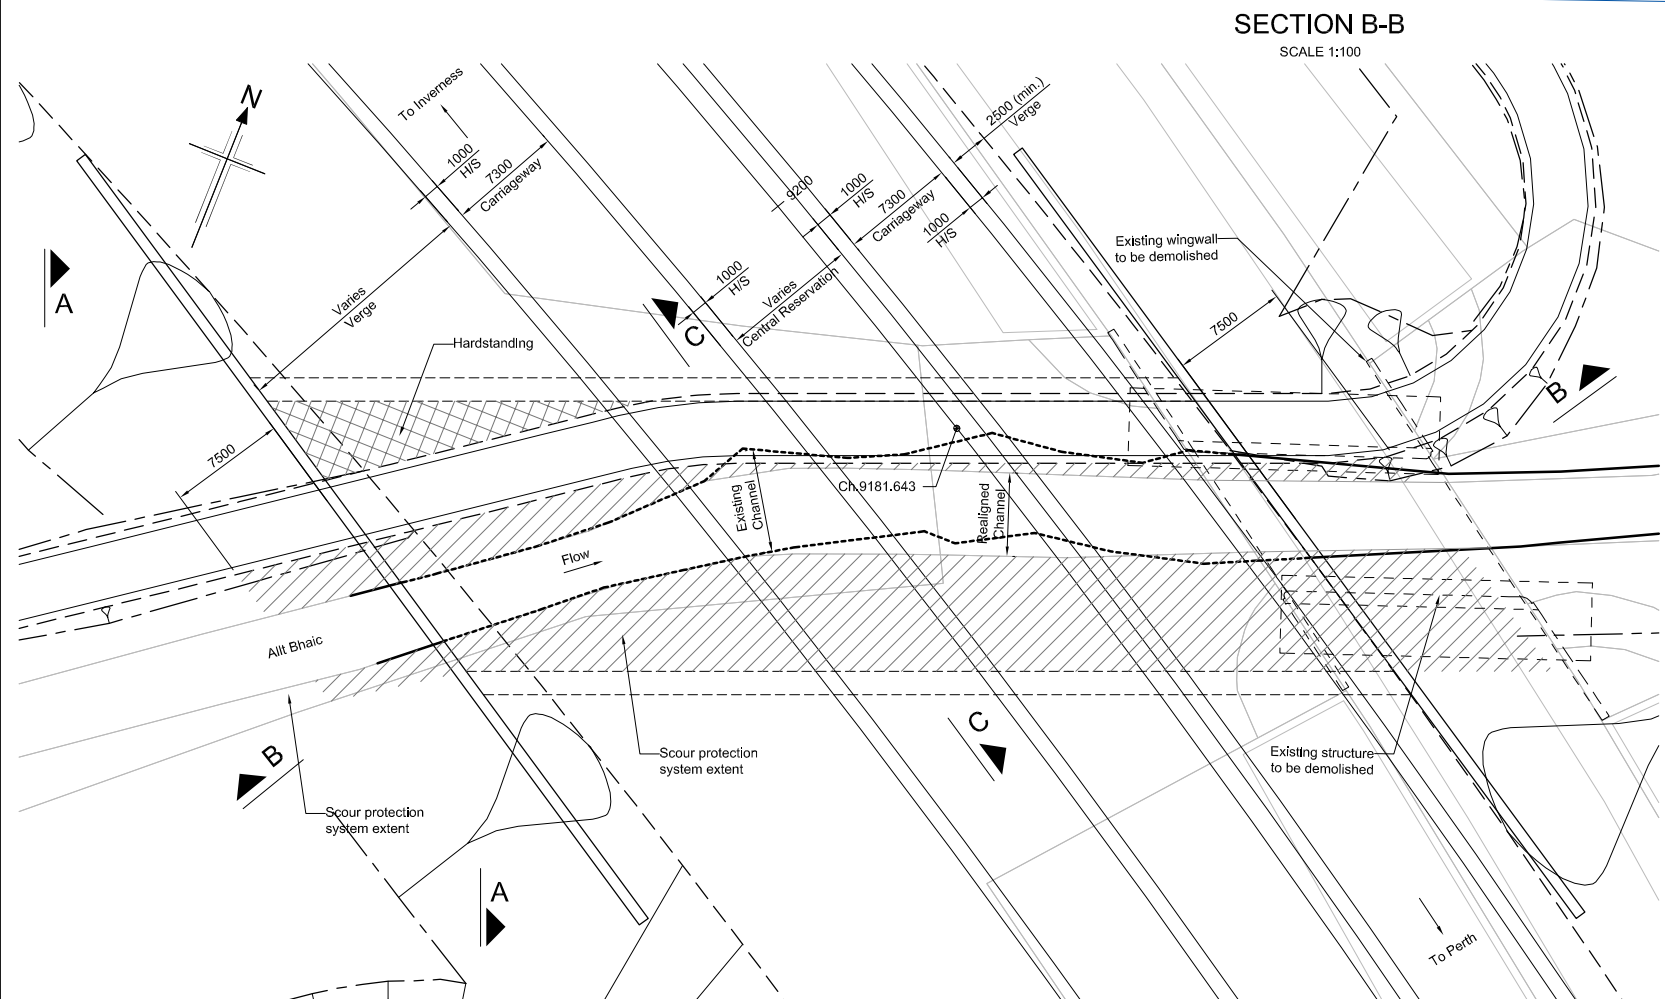 SECTION B-B
SCALE 1:100
N
To Inverness
1000
H/S
7300
Carriageway
2500 (min.)
Verge
9200
1000
H/S
7300
Carriageway
1000
H/S
Existing wingwall
to be demolished
A
Varies
Verge
1000
H/S
Varies
Central Reservation
C
7500
Hardstanding
B
7500
Existing
Channel
Ch.9181.643
Realigned
Channel
Flow
Allt Bhaic
C
B
Scour protection
system extent
Existing structure
to be demolished
Scour protection
system extent
A
To Perth